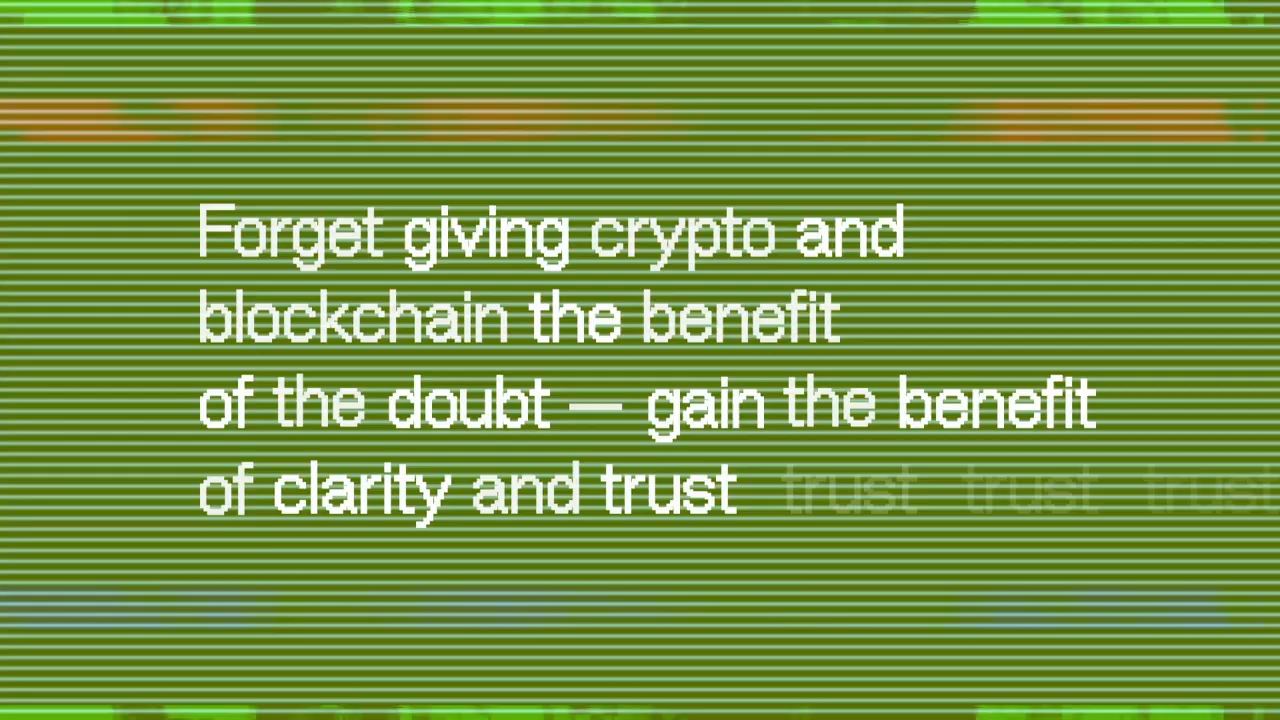 Forget giving crypto and
blockchain the benefit
of the doubt — gain the benefit
of clarity and trust trust trust trust